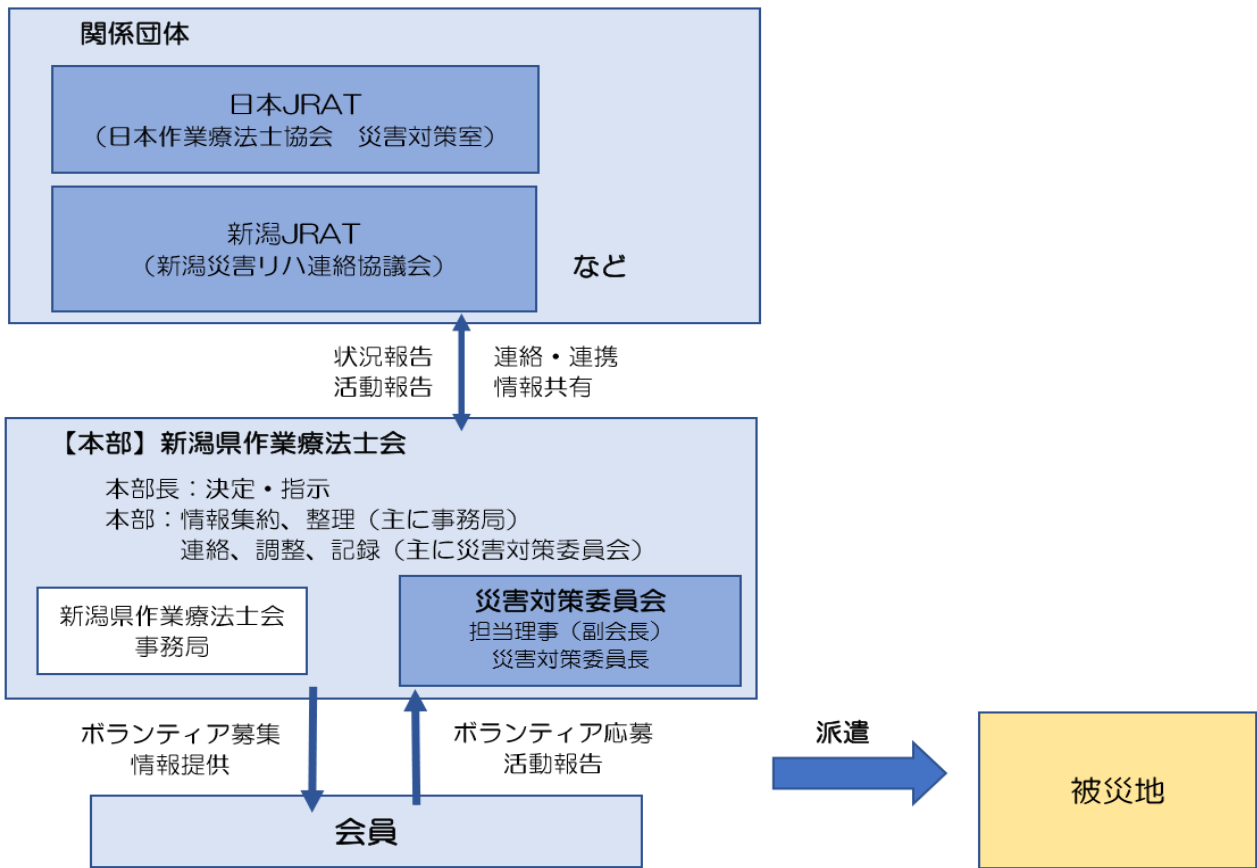 関係団体
日本JRAT
（日本作業療法士協会　災害対策室）
新潟JRAT
（新潟災害リハ連絡協議会）
など
状況報告
活動報告
連絡・連携
情報共有
【本部】新潟県作業療法士会
本部長：決定・指示
本部：情報集約、整理（主に事務局）
連絡、調整、記録（主に災害対策委員会）
新潟県作業療法士会
事務局
災害対策委員会
担当理事（副会長）
災害対策委員長
ボランティア募集
情報提供
ボランティア応募
活動報告
派遣
被災地
会員